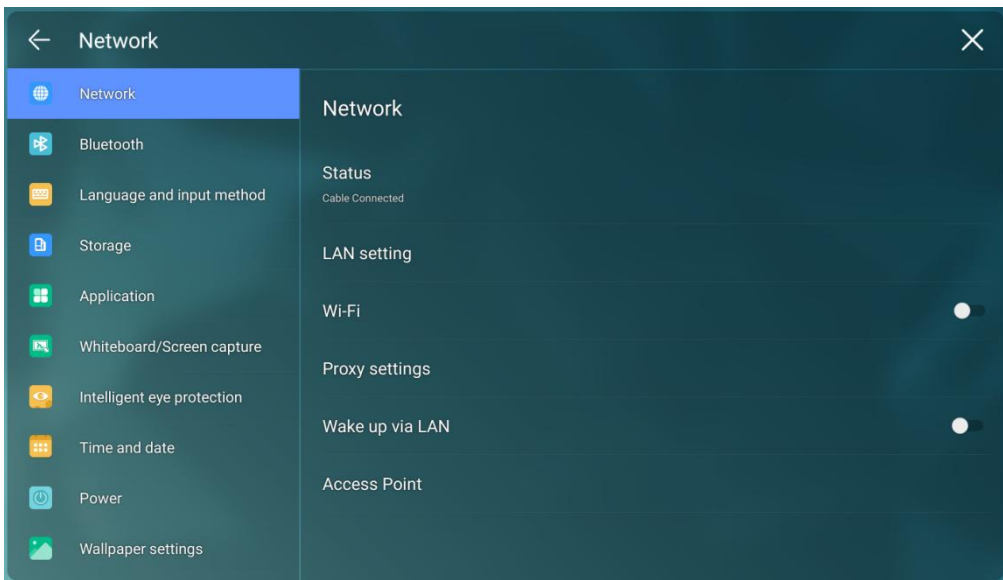 Network
Network
Bluetooth
Language and input method
Storage
Application
Whiteboard/Screen capture
Intelligent eye protection
Time and date
Power
Wallpaper settings
Network
Status
Cable Connected
LAN setting
Wi-Fi
Proxy settings
Wake up via LAN
Access Point